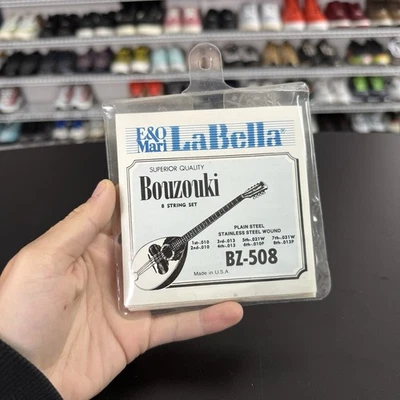 E&O
Mari LaBella
SUPERIOR QUALITY
Bouzouki
8 STRING SET
PLAIN STEEL
STAINLESS STEEL WOUND
1st-.010 3rd-.013 5th-.021W 7th-.031W
2nd-.010 4th-.013 6th-.010P 8th-.013P
BZ-508
Made in U.S.A.